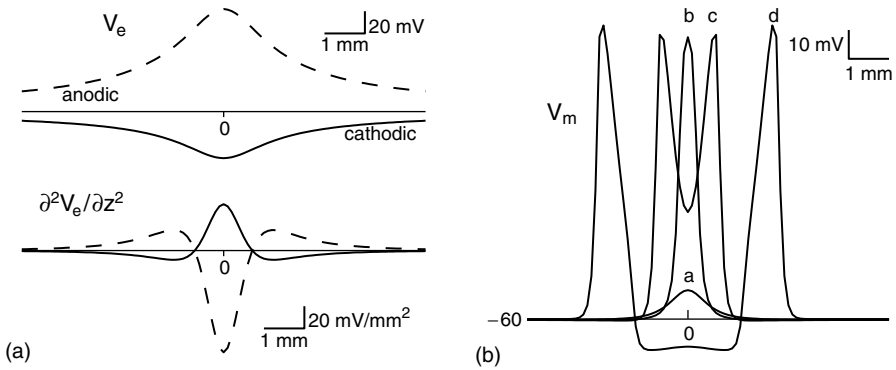 V_e
20 mV
1 mm
anodic
0
cathodic
∂²V_e/∂z²
0
20 mV/mm²
1 mm
(a)
b c d
10 mV
1 mm
V_m
a
−60
0
(b)